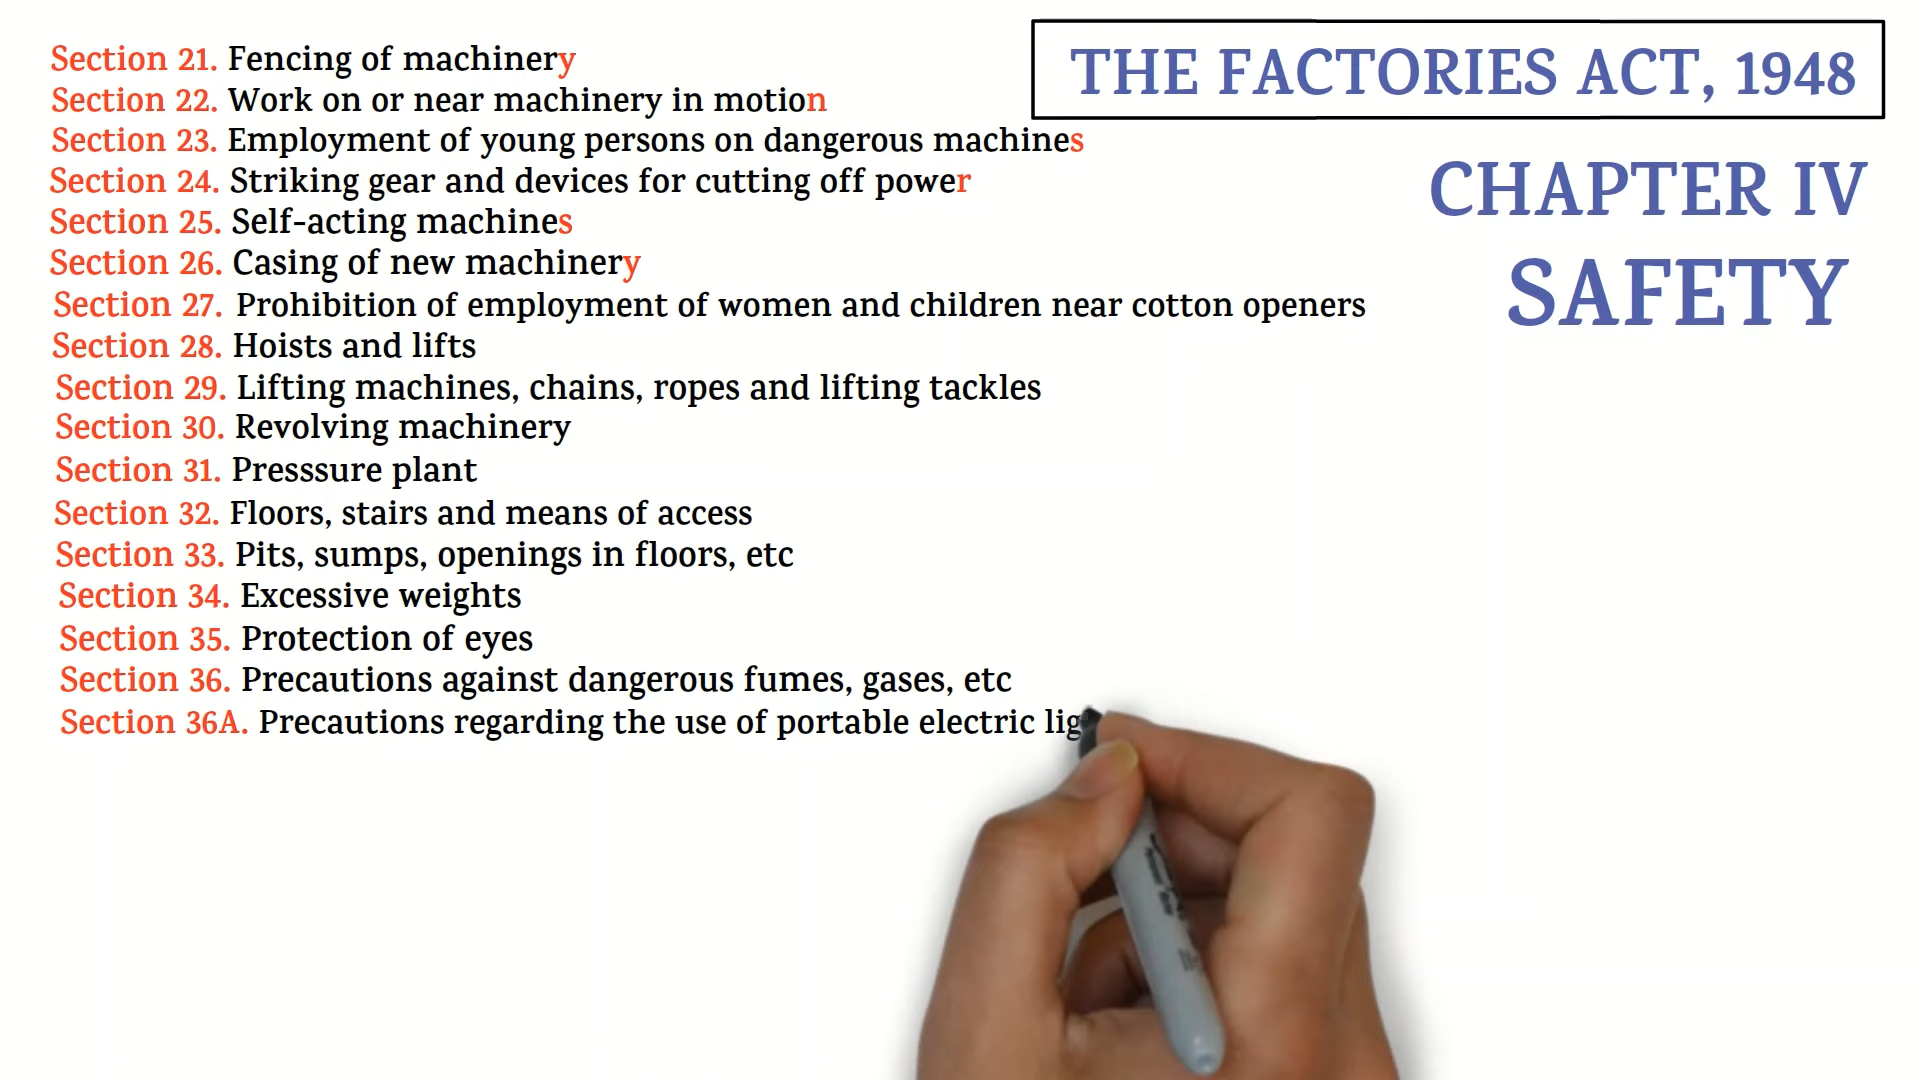 THE FACTORIES ACT, 1948
CHAPTER IV
SAFETY
Section 21. Fencing of machinery
Section 22. Work on or near machinery in motion
Section 23. Employment of young persons on dangerous machines
Section 24. Striking gear and devices for cutting off power
Section 25. Self-acting machines
Section 26. Casing of new machinery
Section 27. Prohibition of employment of women and children near cotton openers
Section 28. Hoists and lifts
Section 29. Lifting machines, chains, ropes and lifting tackles
Section 30. Revolving machinery
Section 31. Presssure plant
Section 32. Floors, stairs and means of access
Section 33. Pits, sumps, openings in floors, etc
Section 34. Excessive weights
Section 35. Protection of eyes
Section 36. Precautions against dangerous fumes, gases, etc
Section 36A. Precautions regarding the use of portable electric lig